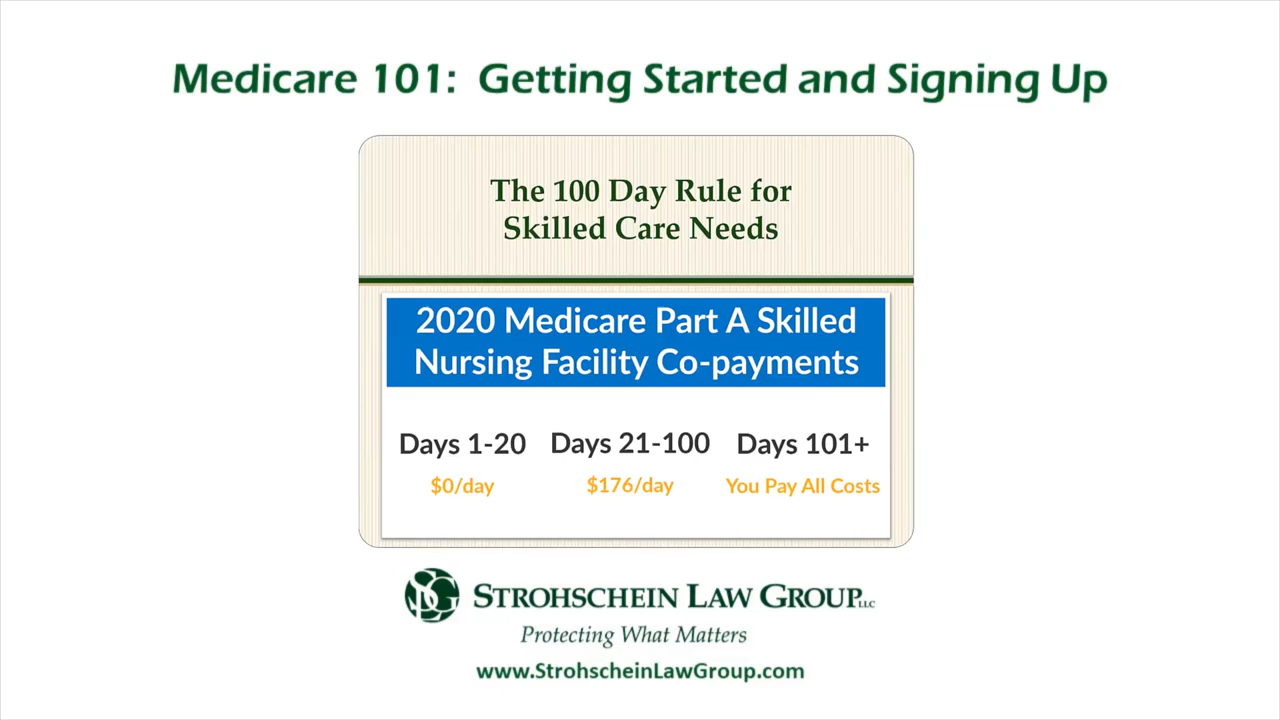 Medicare 101: Getting Started and Signing Up
The 100 Day Rule for
Skilled Care Needs
2020 Medicare Part A Skilled
Nursing Facility Co-payments
Days 1-20 Days 21-100 Days 101+
$0/day $176/day You Pay All Costs
SLG STROHSCHEIN LAW GROUP LLC
Protecting What Matters
www.StrohscheinLawGroup.com